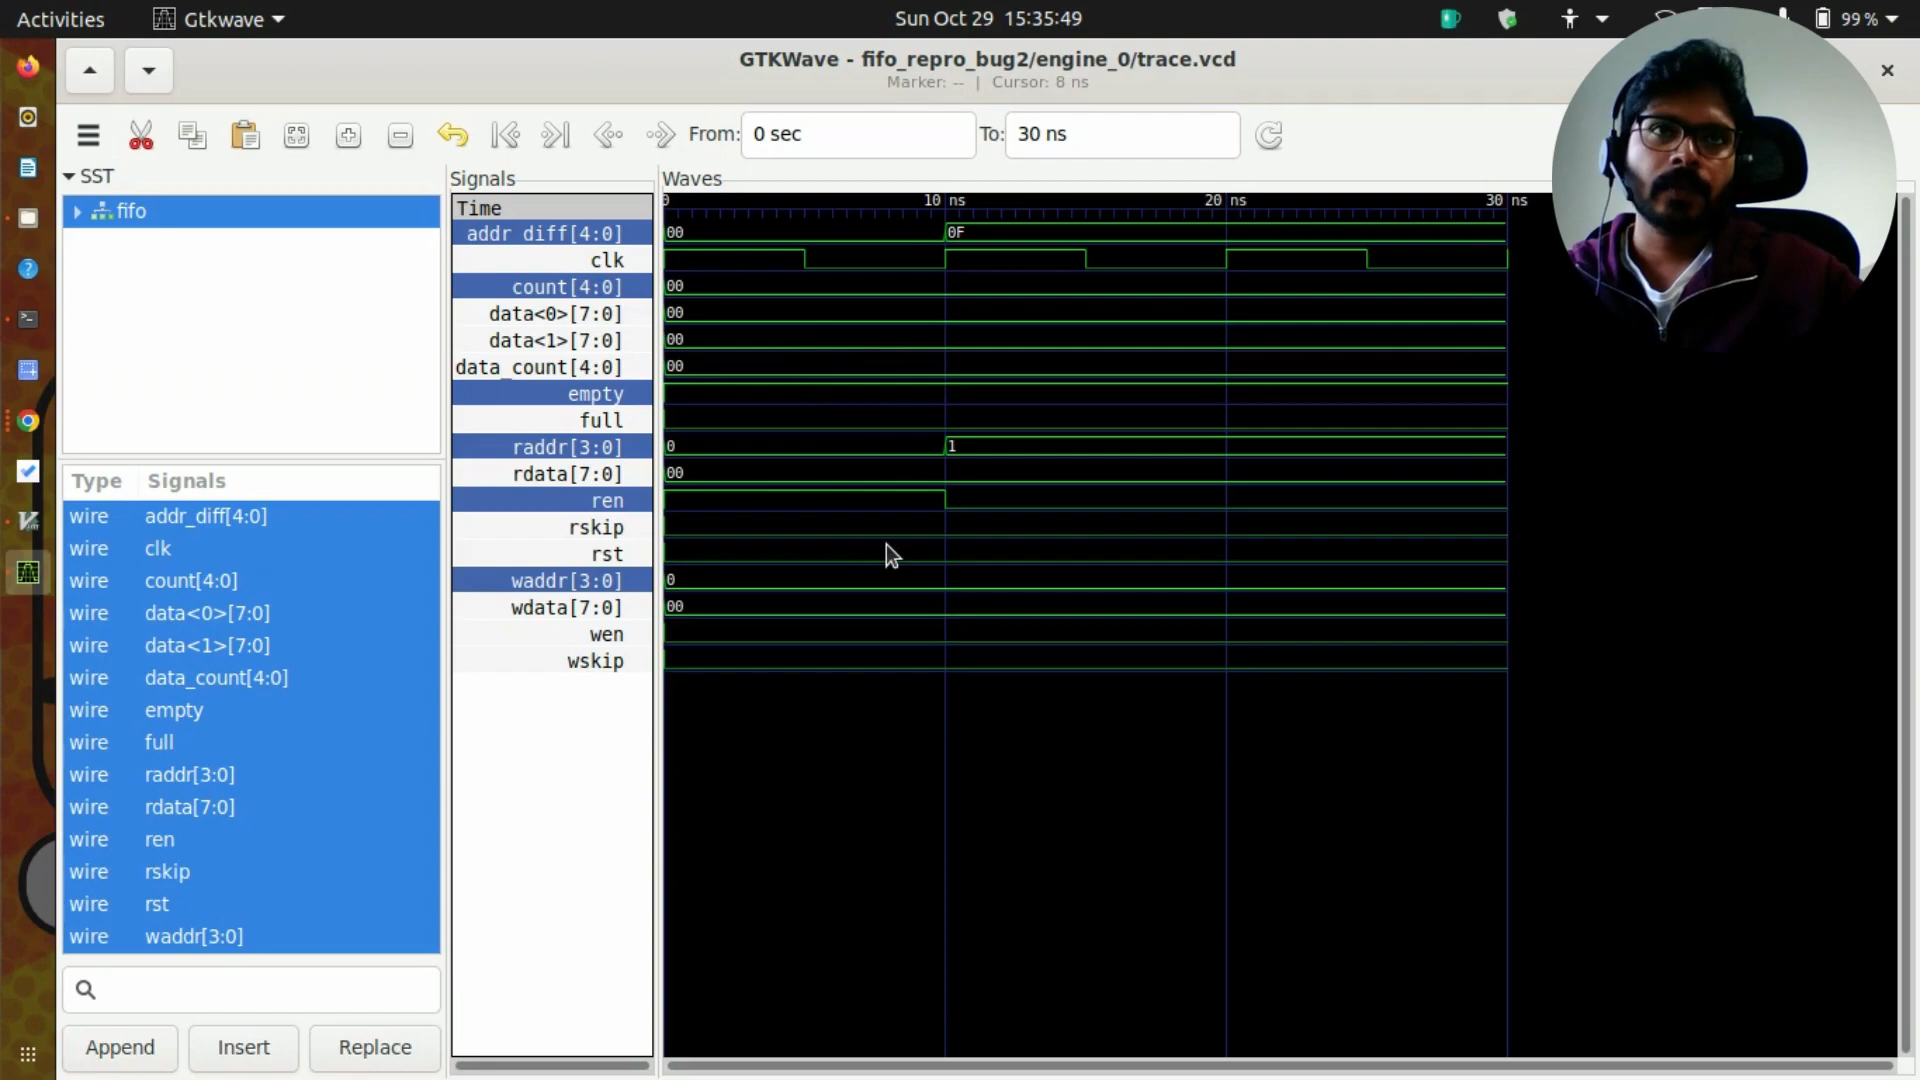 Activities
Gtkwave
Sun Oct 29 15:35:49
99 %
GTKWave - fifo_repro_bug2/engine_0/trace.vcd
Marker: -- | Cursor: 8 ns
From: 0 sec
To: 30 ns
SST
fifo
Type Signals
wire addr_diff[4:0]
wire clk
wire count[4:0]
wire data<0>[7:0]
wire data<1>[7:0]
wire data_count[4:0]
wire empty
wire full
wire raddr[3:0]
wire rdata[7:0]
wire ren
wire rskip
wire rst
wire waddr[3:0]
Append Insert Replace
Signals
Time
addr_diff[4:0]
clk
count[4:0]
data<0>[7:0]
data<1>[7:0]
data_count[4:0]
empty
full
raddr[3:0]
rdata[7:0]
ren
rskip
rst
waddr[3:0]
wdata[7:0]
wen
wskip
Waves
0 10 ns 20 ns 30 ns
00 0F
00
00
00
00
0 1
00
0
00